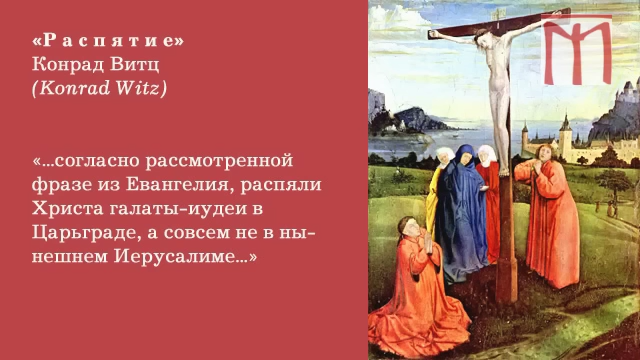 «Р а с п я т и е»
Конрад Витц
(Konrad Witz)
«...согласно рассмотренной
фразе из Евангелия, распяли
Христа галаты-иудеи в
Царьграде, а совсем не в ны-
нешнем Иерусалиме...»